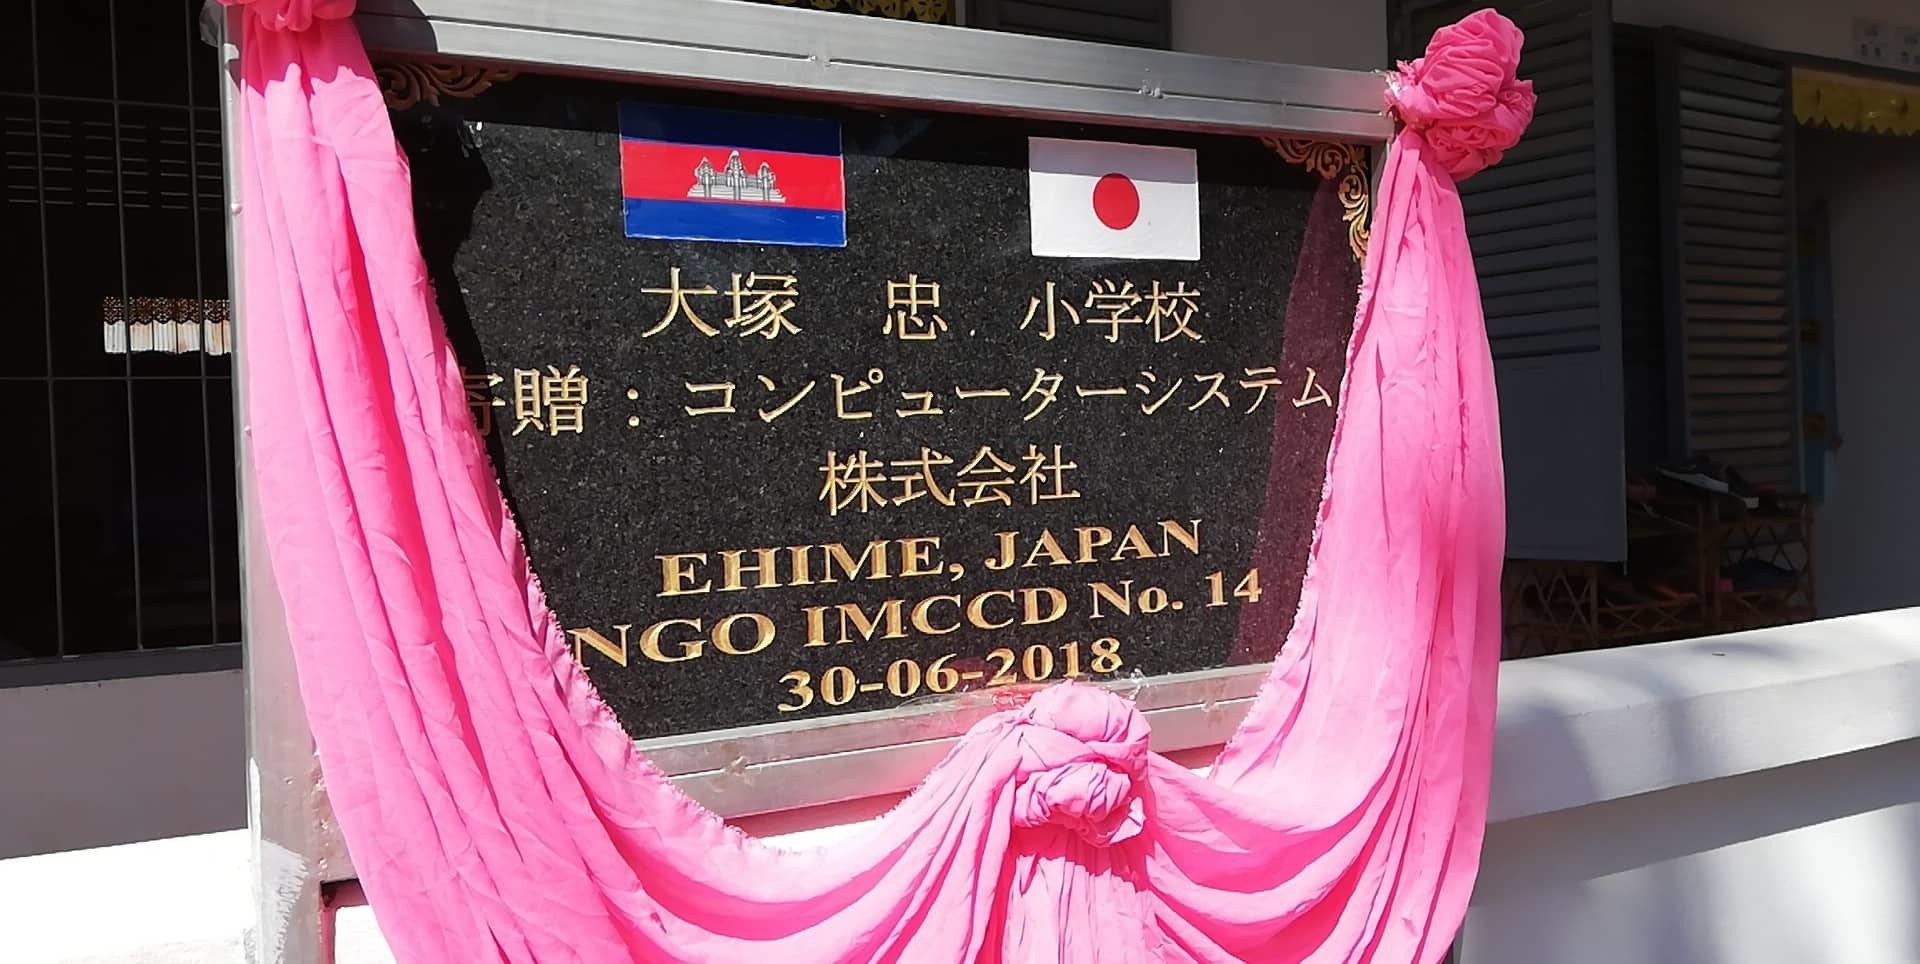 大塚 忠 小学校
寄贈：コンピューターシステム
株式会社
EHIME, JAPAN
NGO IMCCD No. 14
30-06-2018